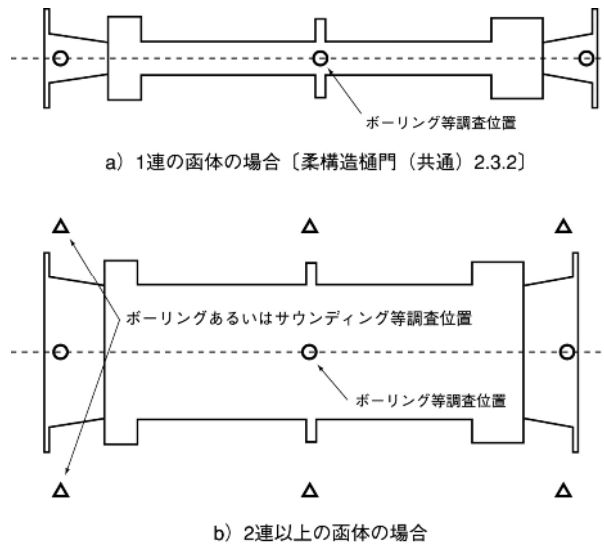 ボーリング等調査位置
a）1連の函体の場合〔柔構造樋門（共通）2.3.2〕
ボーリングあるいはサウンディング等調査位置
ボーリング等調査位置
b）2連以上の函体の場合